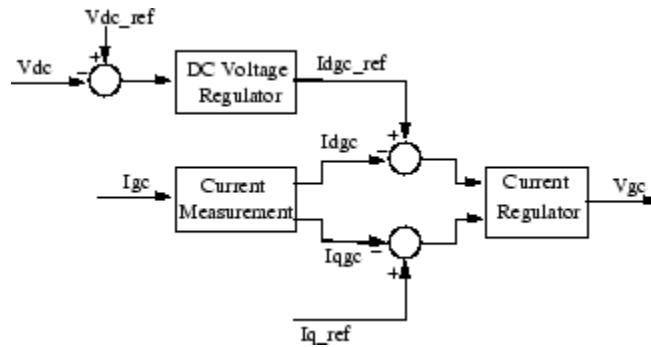 Vdc_ref
+
Vdc
−
DC Voltage
Regulator
Idgc_ref
+
−
Idgc
Igc
Current
Measurement
Current
Regulator
Vgc
Iqgc
−
+
Iq_ref